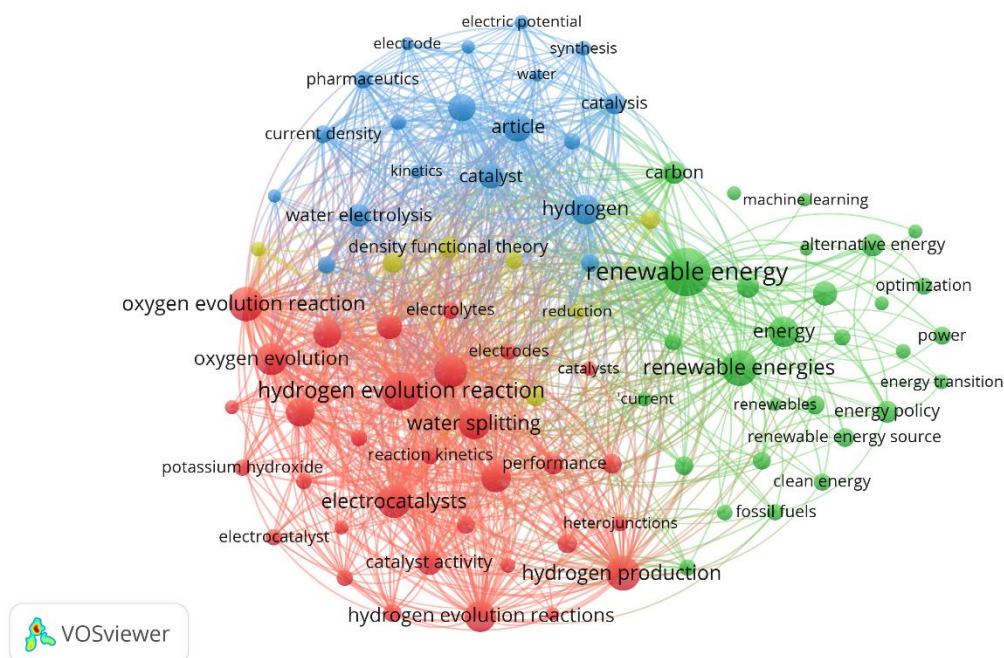 electric potential
electrode
synthesis
water
pharmaceutics
catalysis
article
current density
kinetics
catalyst
carbon
machine learning
hydrogen
water electrolysis
density functional theory
alternative energy
renewable energy
optimization
oxygen evolution reaction
electrolytes
reduction
energy
power
oxygen evolution
electrodes
catalysts
renewable energies
energy transition
hydrogen evolution reaction
'current
renewables
energy policy
water splitting
renewable energy source
reaction kinetics
performance
potassium hydroxide
clean energy
electrocatalysts
fossil fuels
heterojunctions
electrocatalyst
catalyst activity
hydrogen production
hydrogen evolution reactions
VOSviewer